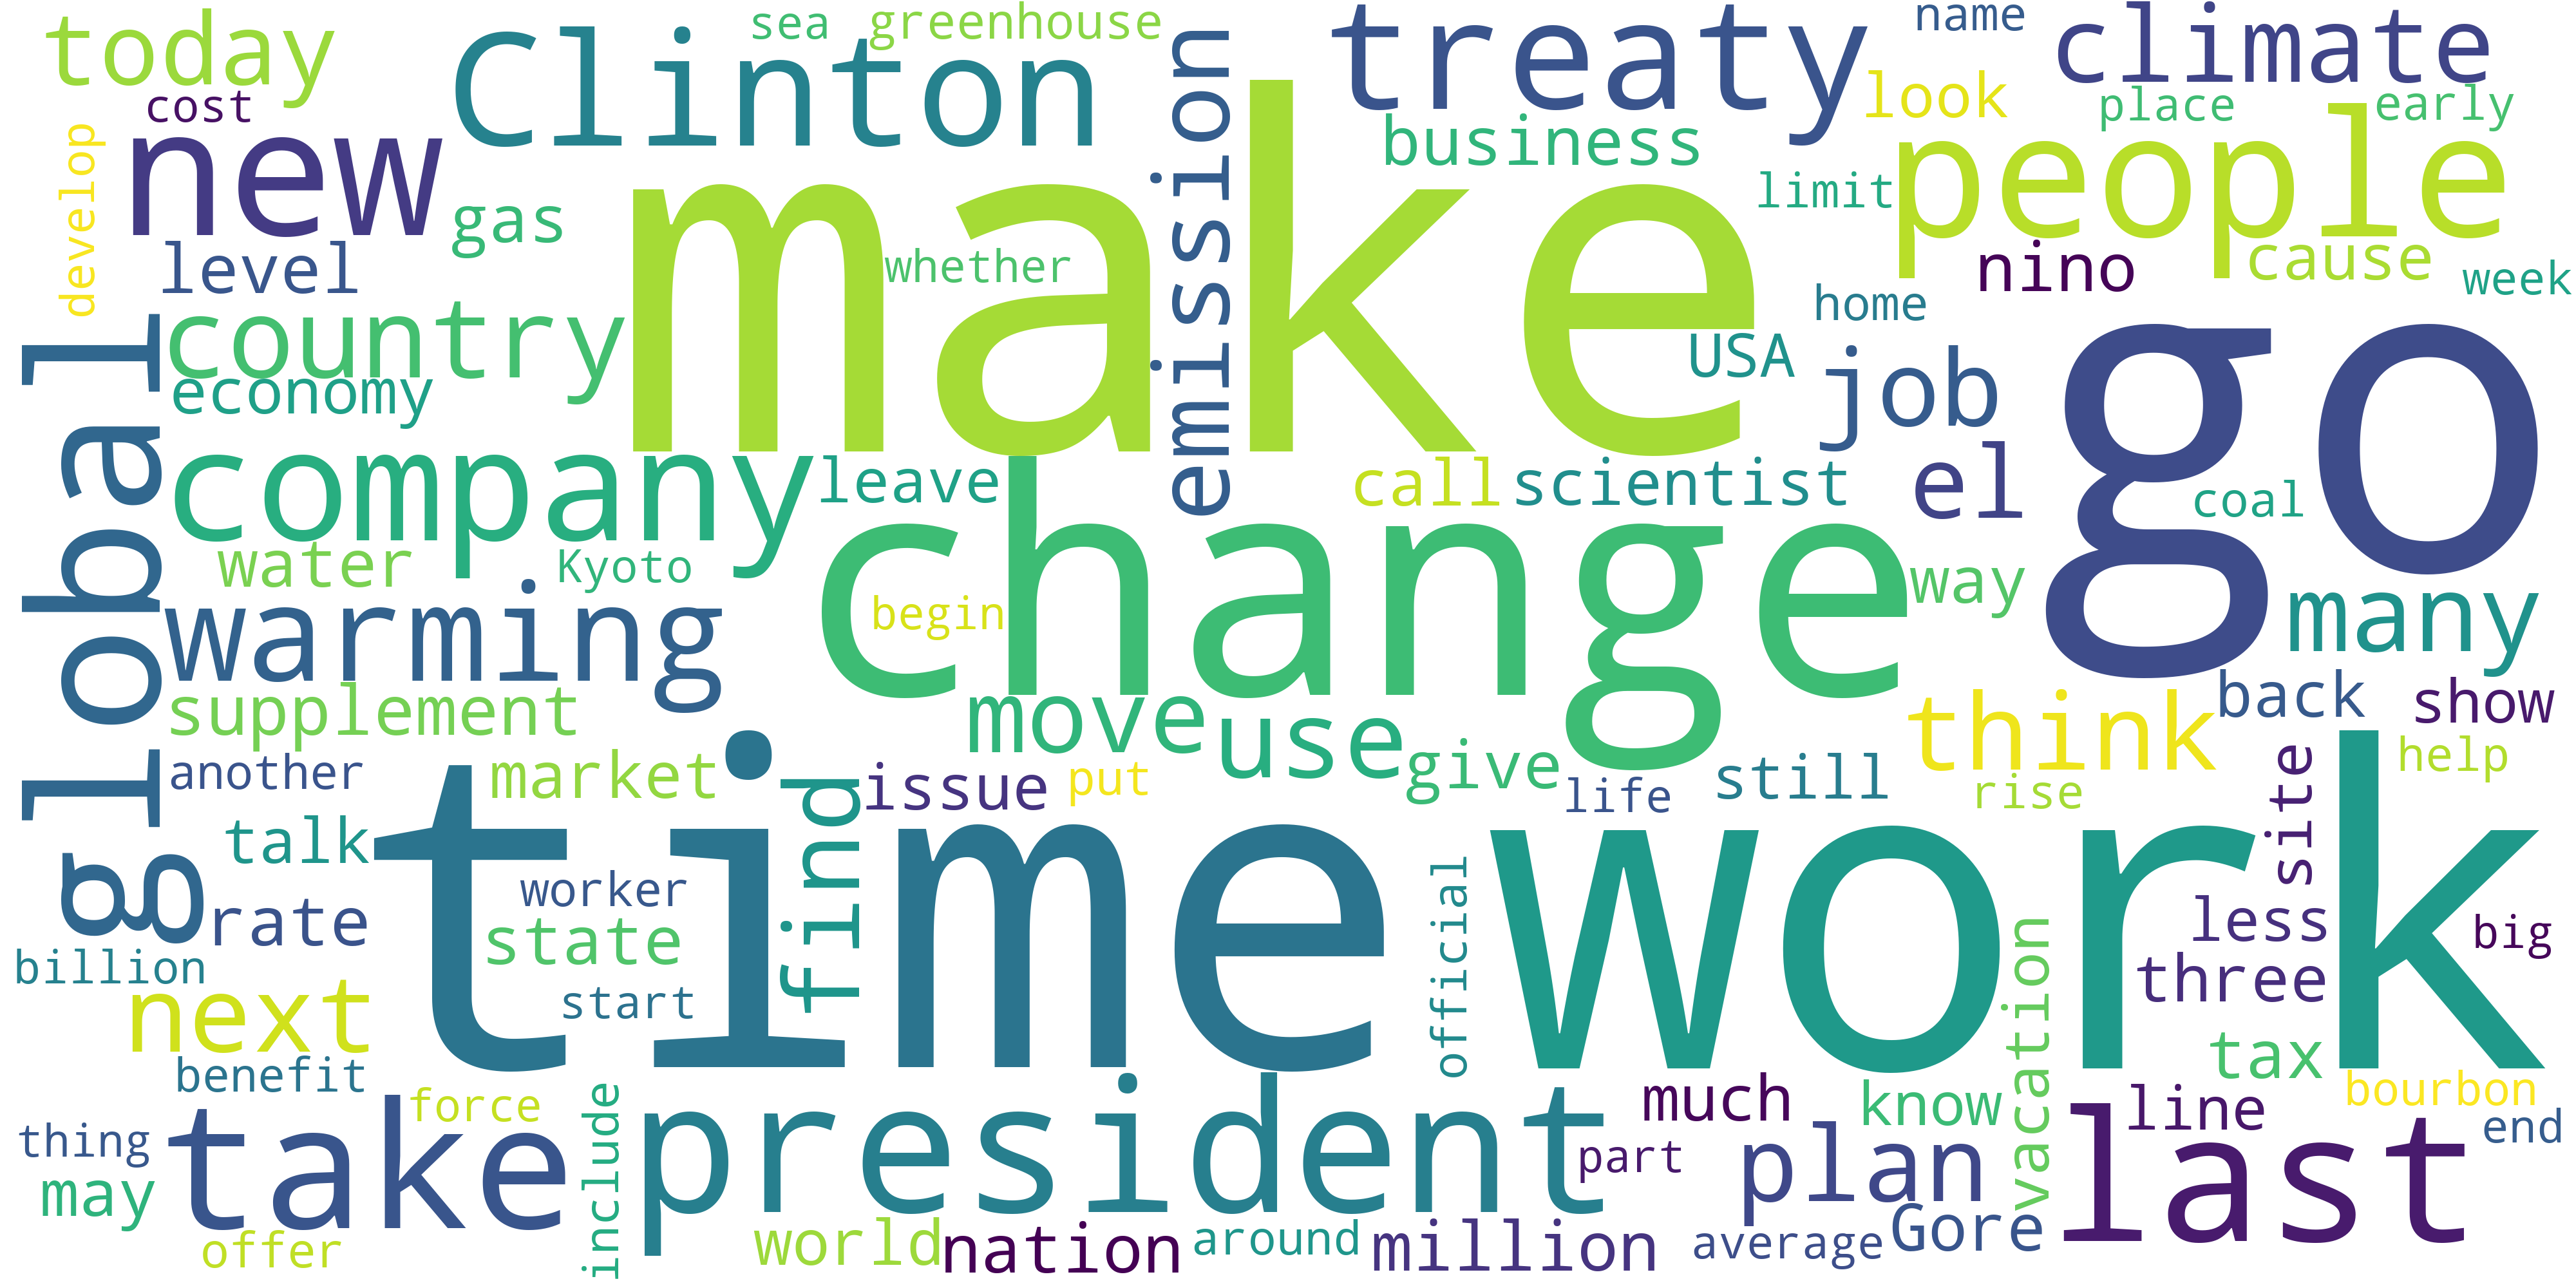 today
Clinton
sea
greenhouse
treaty
name
climate
cost
new
emission
business
look
place
early
people
develop
gas
make
limit
level
whether
nino
cause
week
global
country
home
go
economy
USA
job
company
leave
call
scientist
el
coal
water
Kyoto
change
way
many
warming
begin
supplement
move
use
think
back
show
another
market
find
issue
put
give
life
still
rise
site
help
talk
time
work
rate
worker
state
official
vacation
less
big
billion
three
next
start
benefit
tax
take
force
include
president
much
know
line
bourbon
thing
part
plan
last
end
may
offer
world
nation
around
million
average
Gore